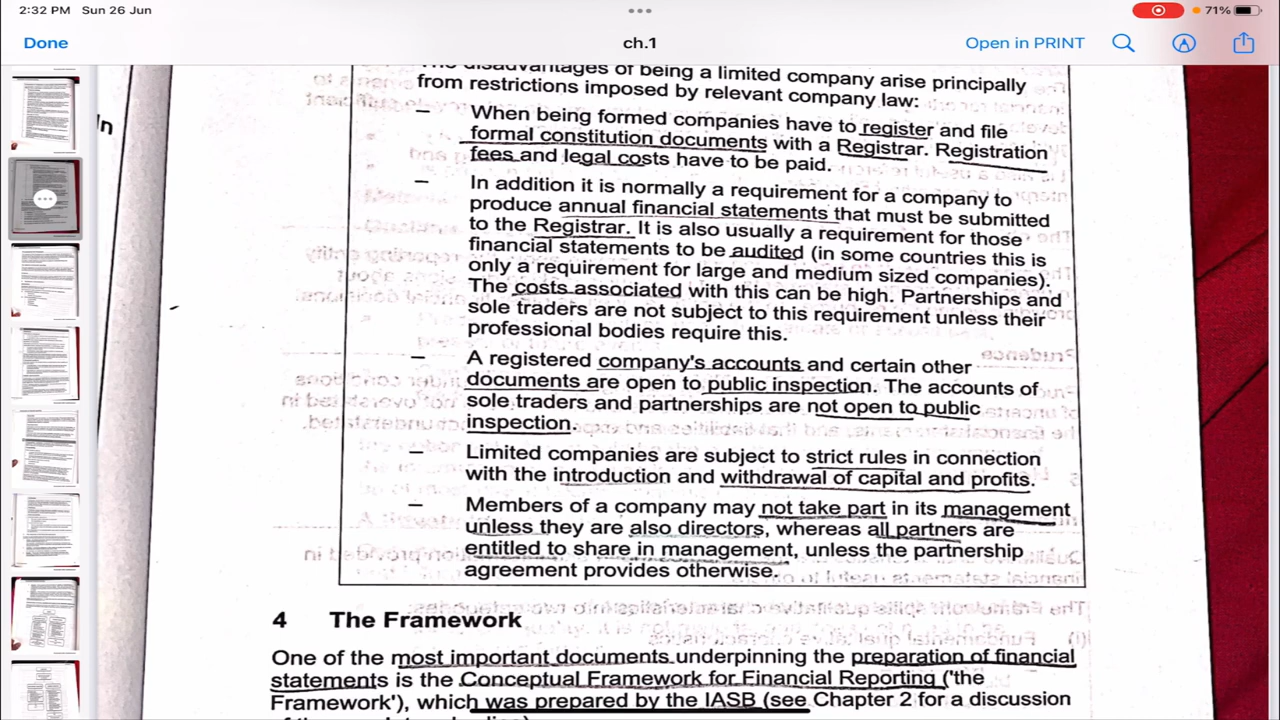 2:32 PM Sun 26 Jun
71%
Done
ch.1
Open in PRINT
The disadvantages of being a limited company arise principally
from restrictions imposed by relevant company law:
– When being formed companies have to register and file
formal constitution documents with a Registrar. Registration
fees and legal costs have to be paid.
– In addition it is normally a requirement for a company to
produce annual financial statements that must be submitted
to the Registrar. It is also usually a requirement for those
financial statements to be audited (in some countries this is
only a requirement for large and medium sized companies).
The costs associated with this can be high. Partnerships and
sole traders are not subject to this requirement unless their
professional bodies require this.
– A registered company's accounts and certain other
documents are open to public inspection. The accounts of
sole traders and partnerships are not open to public
inspection.
– Limited companies are subject to strict rules in connection
with the introduction and withdrawal of capital and profits.
– Members of a company may not take part in its management
unless they are also directors, whereas all partners are
entitled to share in management, unless the partnership
agreement provides otherwise.
4 The Framework
One of the most important documents underpinning the preparation of financial
statements is the Conceptual Framework for Financial Reporting ('the
Framework'), which was prepared by the IASB (see Chapter 2 for a discussion